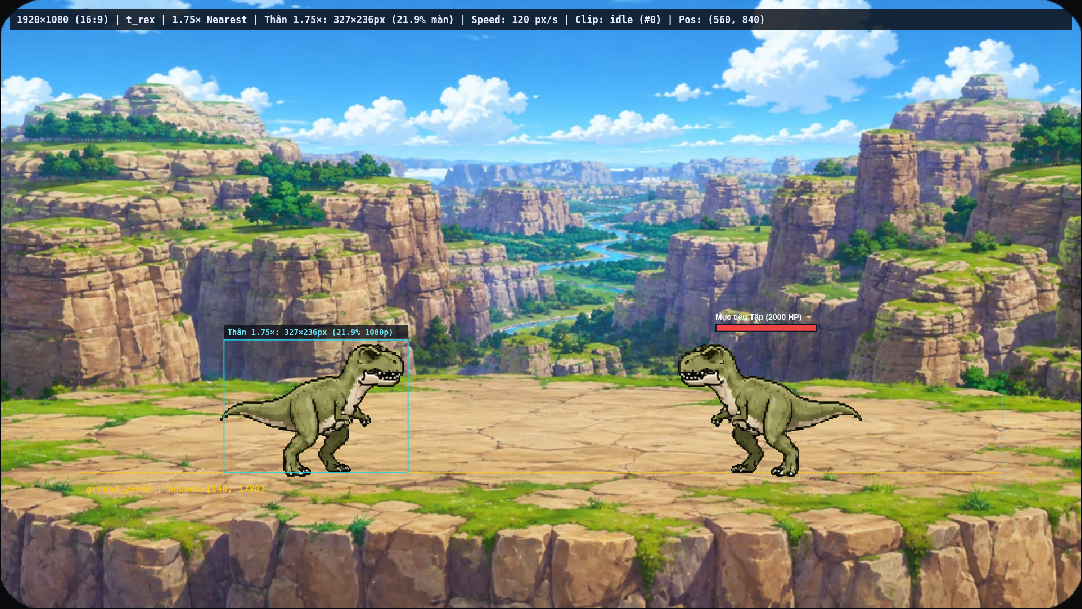 1920×1080 (16:9) | t_rex | 1.75× Nearest | Thân 1.75×: 327×236px (21.9% màn) | Speed: 120 px/s | Clip: idle (#0) | Pos: (560, 840)
Mục tiêu Tập (2000 HP)
Thân 1.75×: 327×236px (21.9% 1080p)